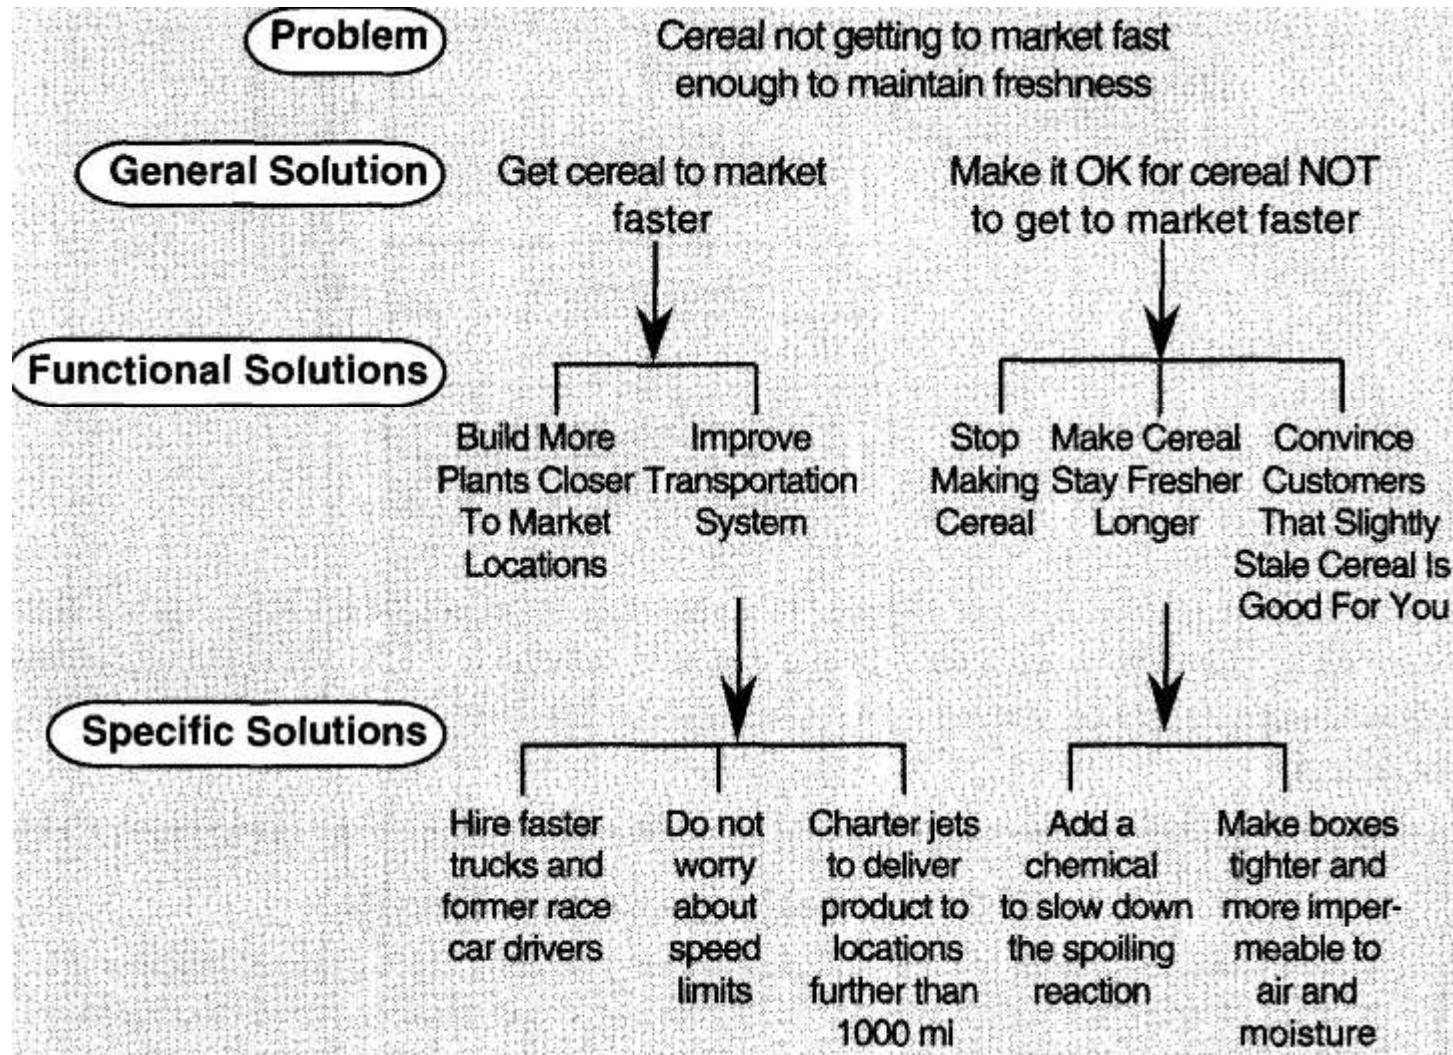 Problem
Cereal not getting to market fast
enough to maintain freshness
General Solution
Get cereal to market
faster
Make it OK for cereal NOT
to get to market faster
Functional Solutions
Build More
Plants Closer
To Market
Locations
Improve
Transportation
System
Stop
Making
Cereal
Make Cereal
Stay Fresher
Longer
Convince
Customers
That Slightly
Stale Cereal Is
Good For You
Specific Solutions
Hire faster
trucks and
former race
car drivers
Do not
worry
about
speed
limits
Charter jets
to deliver
product to
locations
further than
1000 mi
Add a
chemical
to slow down
the spoiling
reaction
Make boxes
tighter and
more imper-
meable to
air and
moisture